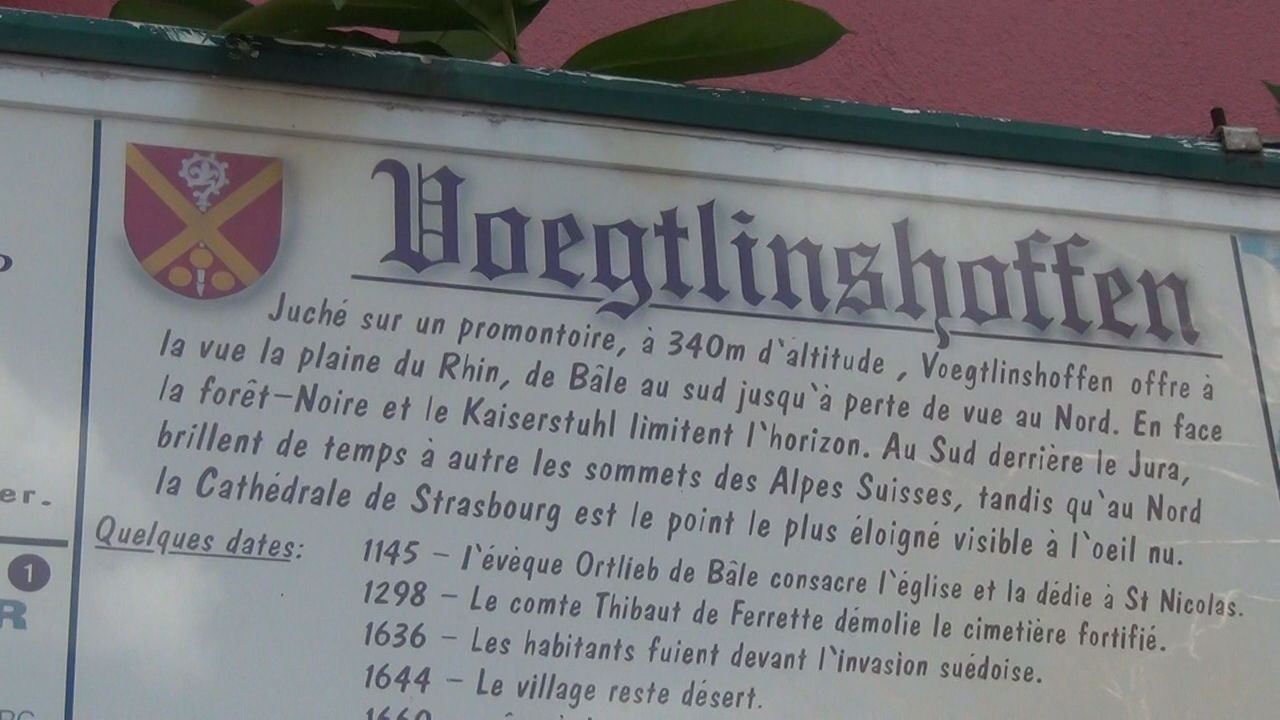 Voegtlinshoffen
Juché sur un promontoire, à 340m d`altitude , Voegtlinshoffen offre à
la vue la plaine du Rhin, de Bâle au sud jusqu`à perte de vue au Nord. En face
la forêt-Noire et le Kaiserstuhl limitent l`horizon. Au Sud derrière le Jura,
brillent de temps à autre les sommets des Alpes Suisses, tandis qu`au Nord
la Cathédrale de Strasbourg est le point le plus éloigné visible à l`oeil nu.
Quelques dates: 1145 - l`évèque Ortlieb de Bâle consacre l`église et la dédie à St Nicolas.
1298 - Le comte Thibaut de Ferrette démolie le cimetière fortifié.
1636 - Les habitants fuient devant l`invasion suédoise.
1644 - Le village reste désert.
er-
1
R